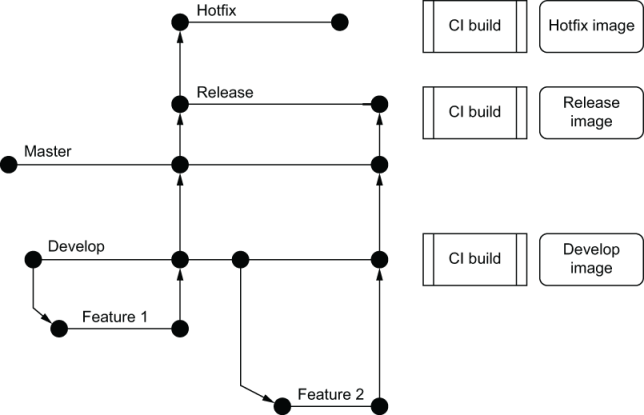 Hotfix
CI build
Hotfix image
Release
CI build
Release
image
Master
Develop
CI build
Develop
image
Feature 1
Feature 2